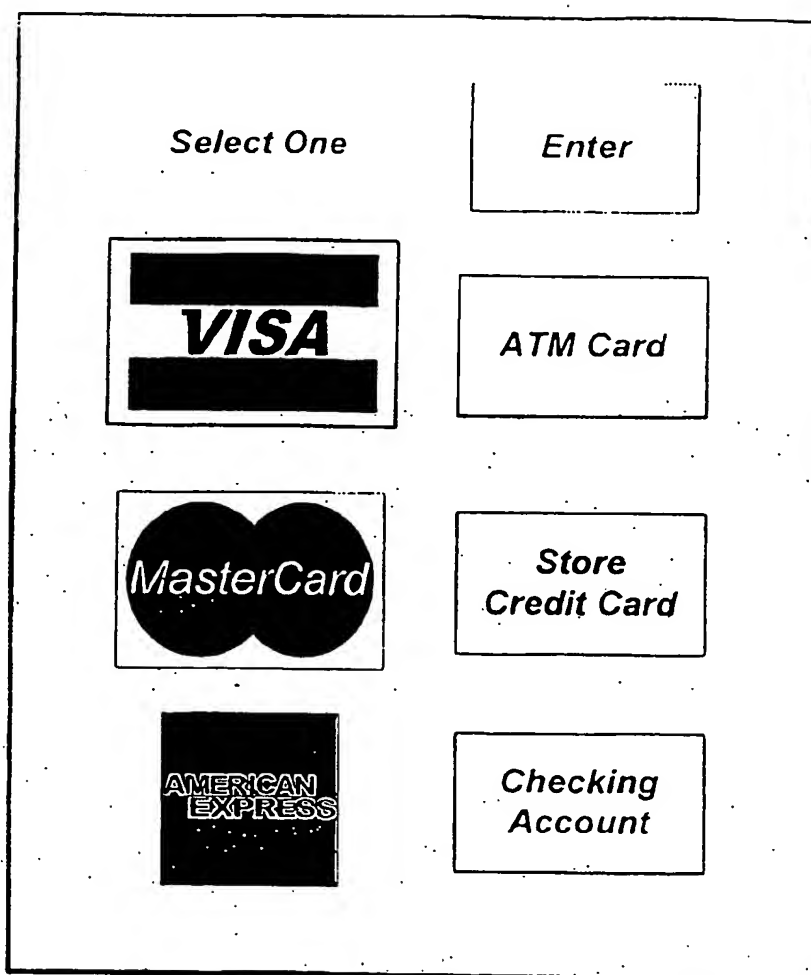 Select One
Enter
VISA
ATM Card
MasterCard
Store
Credit Card
AMERICAN
EXPRESS
Checking
Account